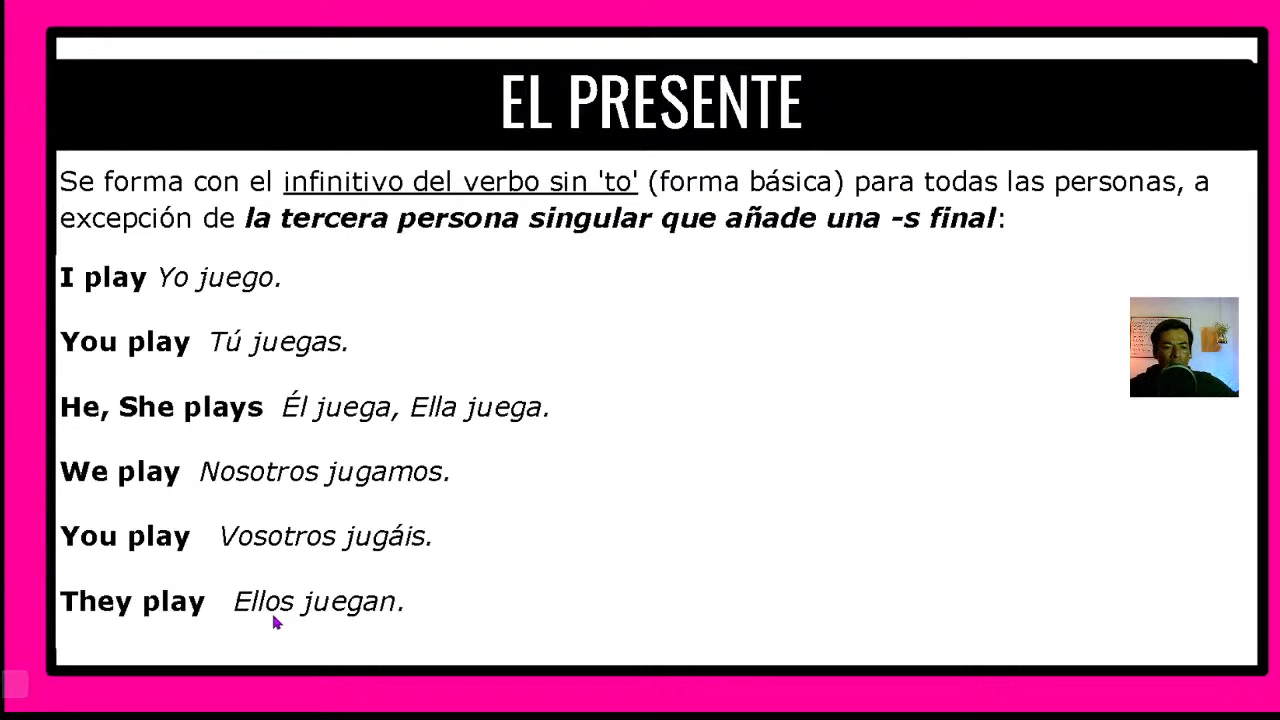 EL PRESENTE
Se forma con el infinitivo del verbo sin 'to' (forma básica) para todas las personas, a
excepción de la tercera persona singular que añade una -s final:
I play Yo juego.
You play Tú juegas.
He, She plays Él juega, Ella juega.
We play Nosotros jugamos.
You play Vosotros jugáis.
They play Ellos juegan.